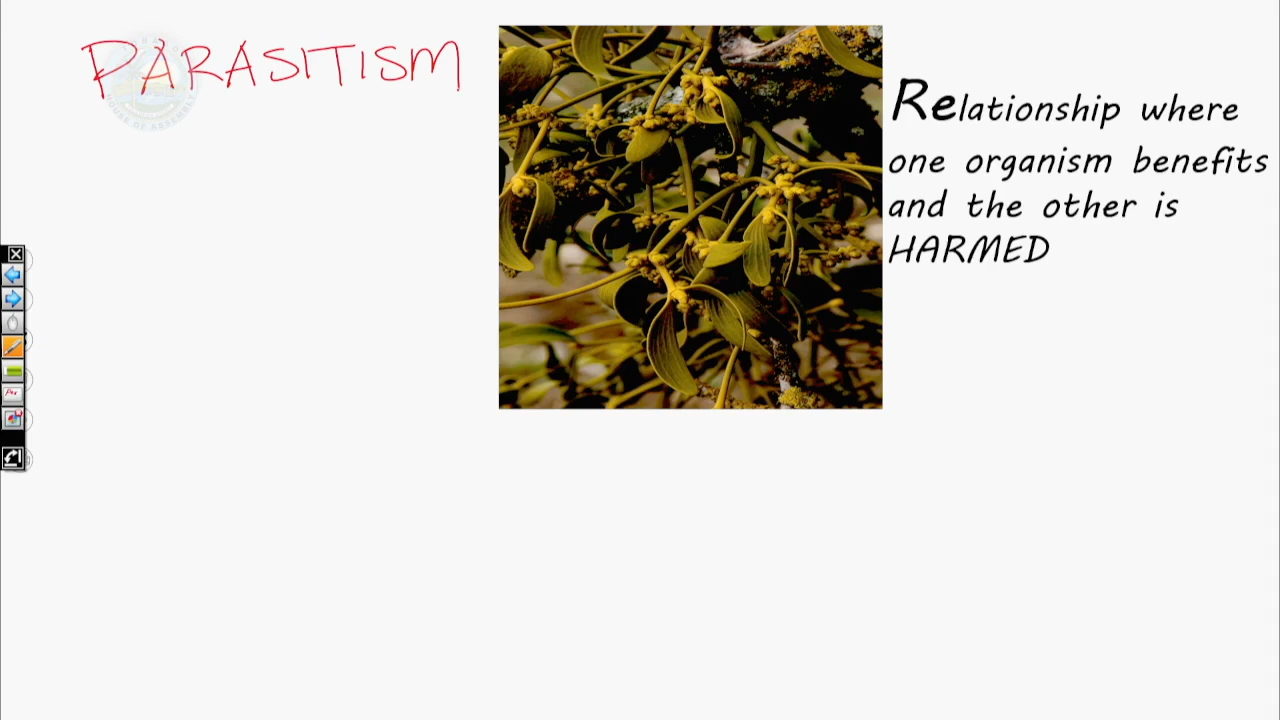 PARASITISM
Relationship where
one organism benefits
and the other is
HARMED